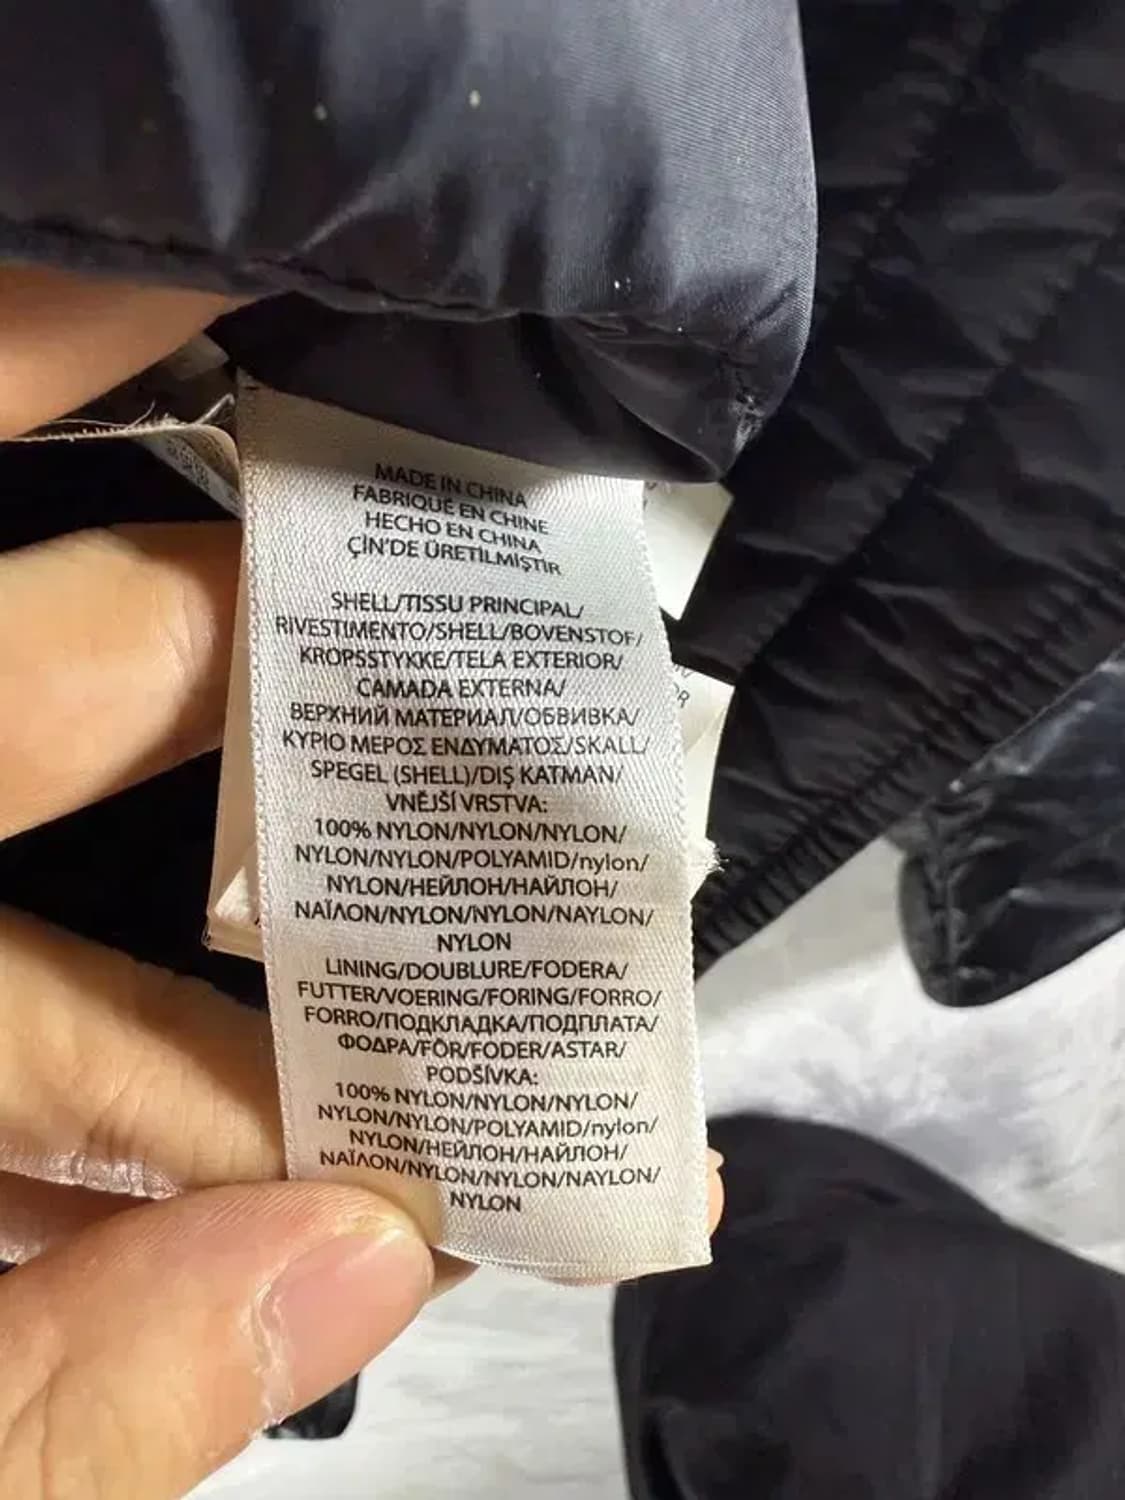 MADE IN CHINA
FABRIQUÉ EN CHINE
HECHO EN CHINA
ÇİN'DE ÜRETİLMİŞTİR
SHELL/TISSU PRINCIPAL/
RIVESTIMENTO/SHELL/BOVENSTOF/
KROPSSTYKKE/TELA EXTERIOR/
CAMADA EXTERNA/
ВЕРХНИЙ МАТЕРИАЛ/ОБВИВКА/
ΚΥΡΙΟ ΜΕΡΟΣ ΕΝΔΥΜΑΤΟΣ/SKALL/
SPEGEL (SHELL)/DIŞ KATMAN/
VNĚJŠÍ VRSTVA:
100% NYLON/NYLON/NYLON/
NYLON/NYLON/POLYAMID/nylon/
NYLON/НЕЙЛОН/НАЙЛОН/
ΝΑΪΛΟΝ/NYLON/NYLON/NAYLON/
NYLON
LINING/DOUBLURE/FODERA/
FUTTER/VOERING/FORING/FORRO/
FORRO/ПОДКЛАДКА/ПОДПЛАТА/
ΦΟΔΡΑ/FÔR/FODER/ASTAR/
PODŠÍVKA:
100% NYLON/NYLON/NYLON/
NYLON/NYLON/POLYAMID/nylon/
NYLON/НЕЙЛОН/НАЙЛОН/
ΝΑΪΛΟΝ/NYLON/NYLON/NAYLON/
NYLON